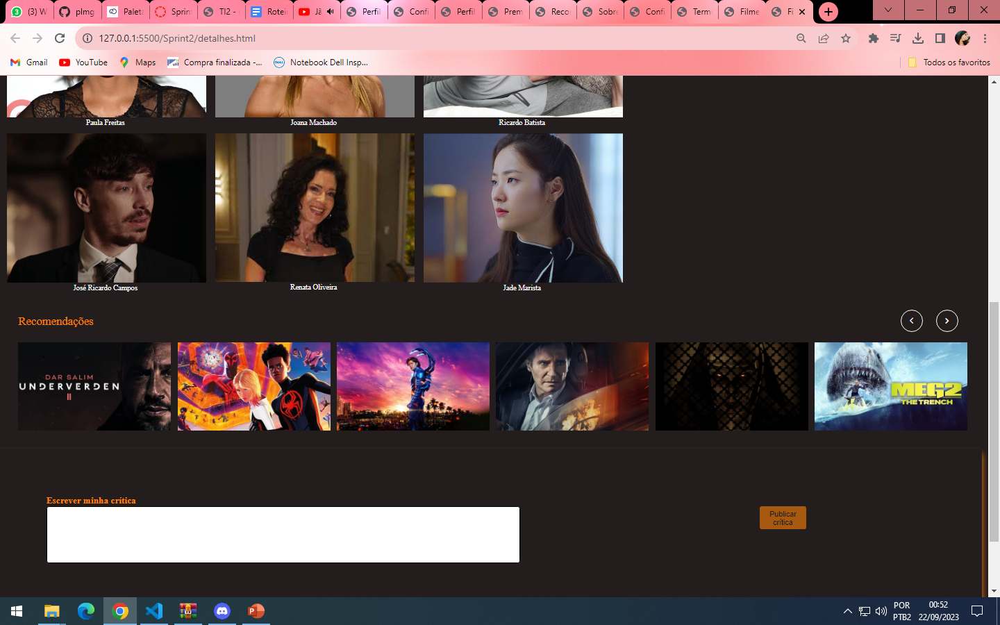 (3) W
plmg
Palet
Sprin
TI2 -
Rotei
Perfil
Confi
Perfil
Prem
Reco
Sobre
Confi
Term
Filme
Fi
127.0.0.1:5500/Sprint2/detalhes.html
Gmail
YouTube
Maps
Compra finalizada -...
Notebook Dell Insp...
Todos os favoritos
Paula Freitas
Joana Machado
Ricardo Batista
José Ricardo Campos
Renata Oliveira
Jade Marista
Recomendações
DAR SALIM
UNDERVERDEN
II
MEG2
THE TRENCH
Escrever minha crítica
Publicar
crítica
POR
PTB2
00:52
22/09/2023